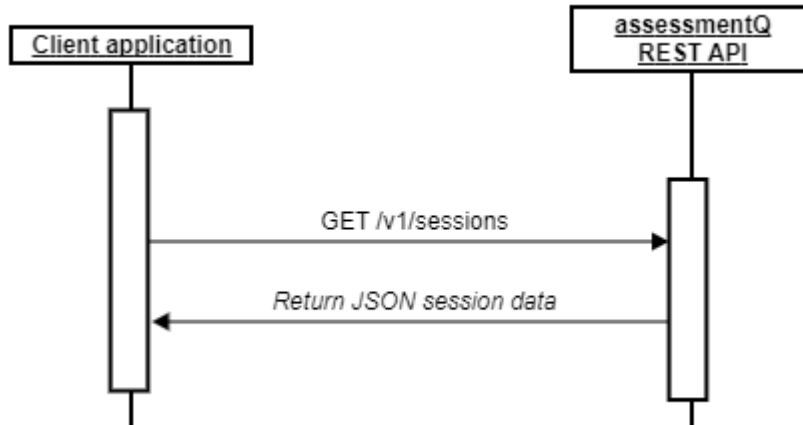 Client application
assessmentQ
REST API
GET /v1/sessions
Return JSON session data